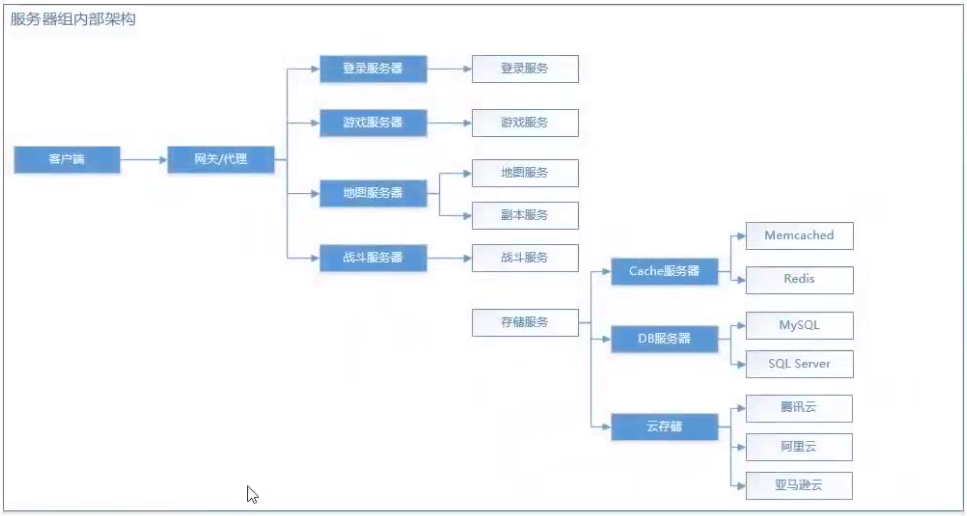 服务器组内部架构
登录服务器
登录服务
游戏服务器
游戏服务
客户端
网关/代理
地图服务器
地图服务
副本服务
战斗服务器
战斗服务
存储服务
Cache服务器
Memcached
Redis
DB服务器
MySQL
SQL Server
云存储
腾讯云
阿里云
亚马逊云